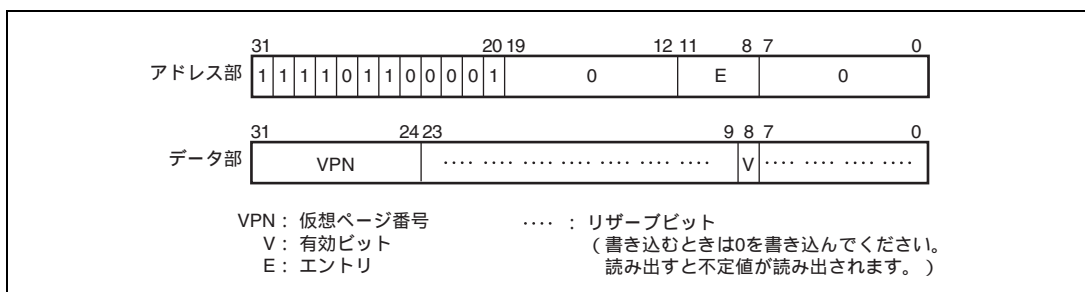 31 20 19 12 11 8 7 0
アドレス部 1 1 1 1 0 1 1 0 0 0 0 1 0 E 0
31 24 23 9 8 7 0
データ部 VPN ···· ···· ···· ···· ···· ···· ···· V ···· ···· ···· ····
VPN : 仮想ページ番号 ···· : リザーブビット
V : 有効ビット (書き込むときは0を書き込んでください。
E : エントリ 読み出すと不定値が読み出されます。)